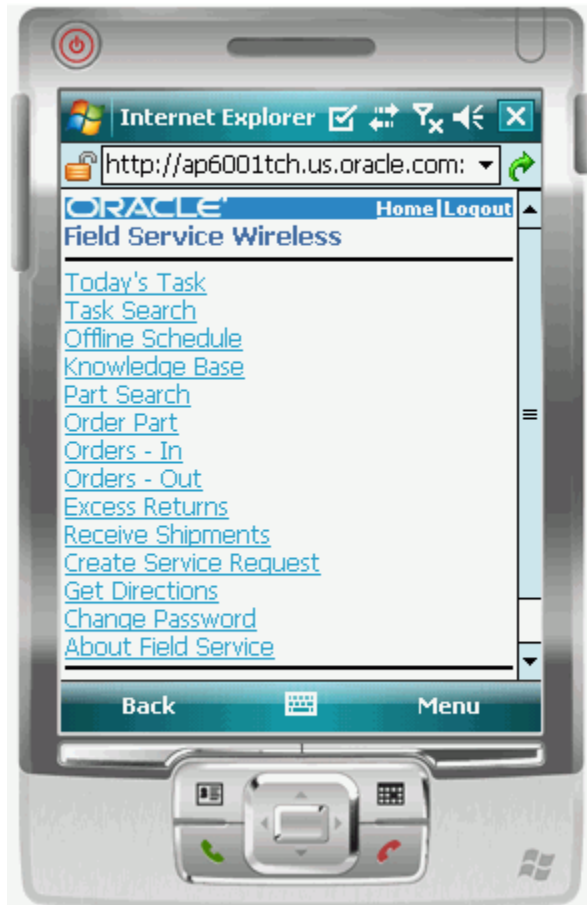 Internet Explorer
http://ap6001tch.us.oracle.com:
ORACLE' Home|Logout
Field Service Wireless
Today's Task
Task Search
Offline Schedule
Knowledge Base
Part Search
Order Part
Orders - In
Orders - Out
Excess Returns
Receive Shipments
Create Service Request
Get Directions
Change Password
About Field Service
Back Menu